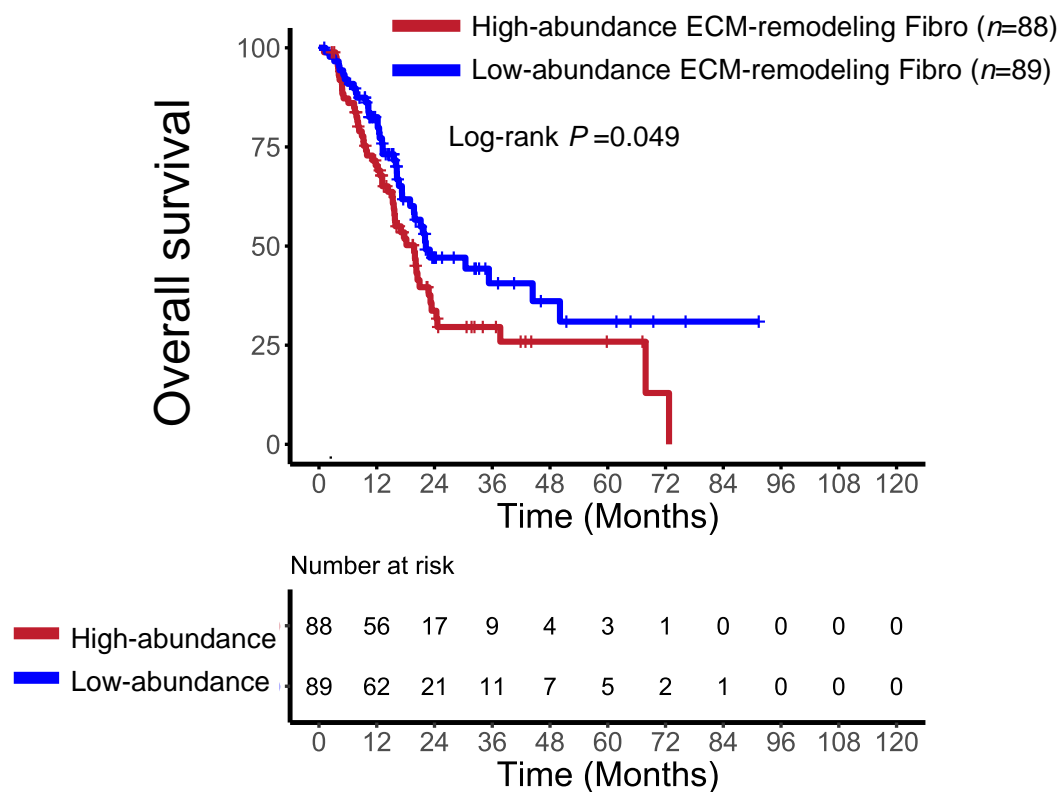 High-abundance ECM-remodeling Fibro (n=88)
Low-abundance ECM-remodeling Fibro (n=89)
Log-rank P =0.049
Overall survival
100
75
50
25
0
0 12 24 36 48 60 72 84 96 108 120
Time (Months)
Number at risk
High-abundance 88 56 17 9 4 3 1 0 0 0 0
Low-abundance 89 62 21 11 7 5 2 1 0 0 0
0 12 24 36 48 60 72 84 96 108 120
Time (Months)